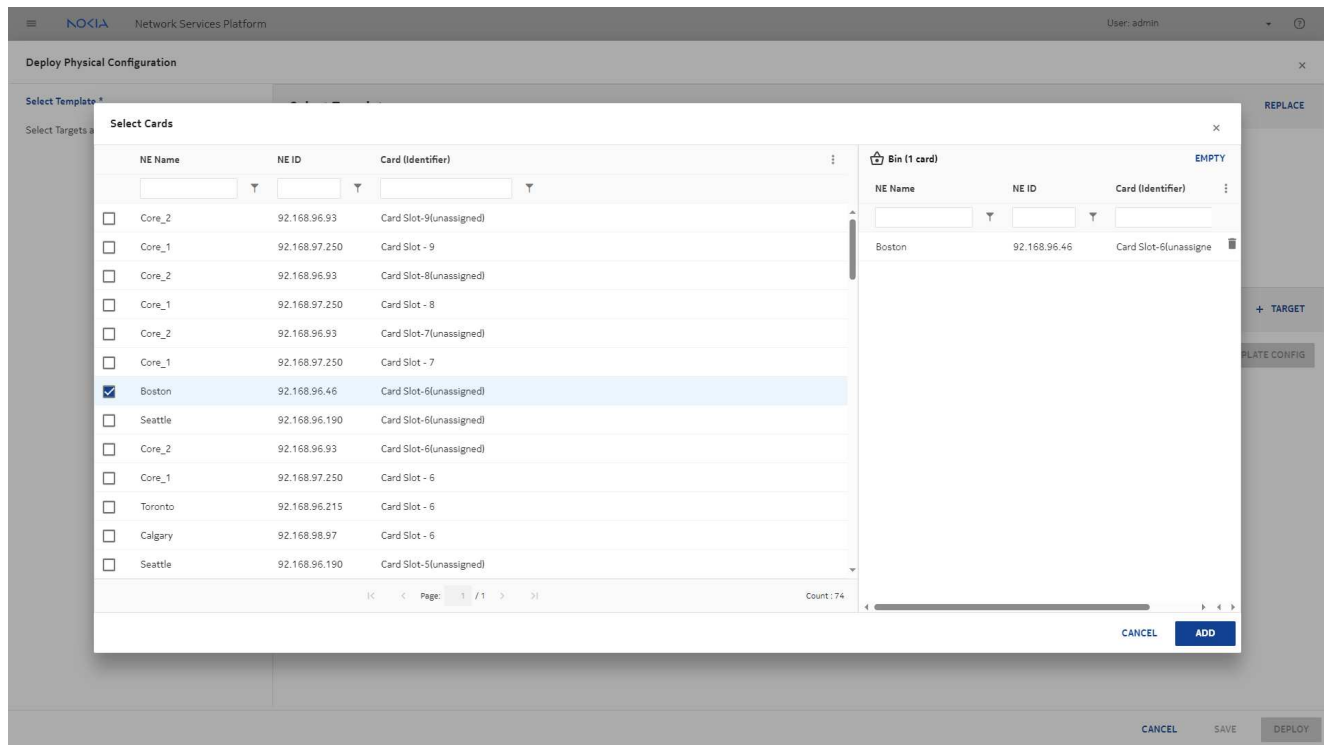 NOKIA Network Services Platform User: admin
Deploy Physical Configuration
Select Template *
REPLACE
Select Targets a
Select Cards
NE Name NE ID Card (Identifier)
Core_2 92.168.96.93 Card Slot-9(unassigned)
Core_1 92.168.97.250 Card Slot - 9
Core_2 92.168.96.93 Card Slot-8(unassigned)
Core_1 92.168.97.250 Card Slot - 8
Core_2 92.168.96.93 Card Slot-7(unassigned)
Core_1 92.168.97.250 Card Slot - 7
Boston 92.168.96.46 Card Slot-6(unassigned)
Seattle 92.168.96.190 Card Slot-6(unassigned)
Core_2 92.168.96.93 Card Slot-6(unassigned)
Core_1 92.168.97.250 Card Slot - 6
Toronto 92.168.96.215 Card Slot - 6
Calgary 92.168.98.97 Card Slot - 6
Seattle 92.168.96.190 Card Slot-5(unassigned)
Page: 1 / 1 Count : 74
Bin (1 card) EMPTY
NE Name NE ID Card (Identifier)
Boston 92.168.96.46 Card Slot-6(unassigne
+ TARGET
PLATE CONFIG
CANCEL ADD
CANCEL SAVE DEPLOY